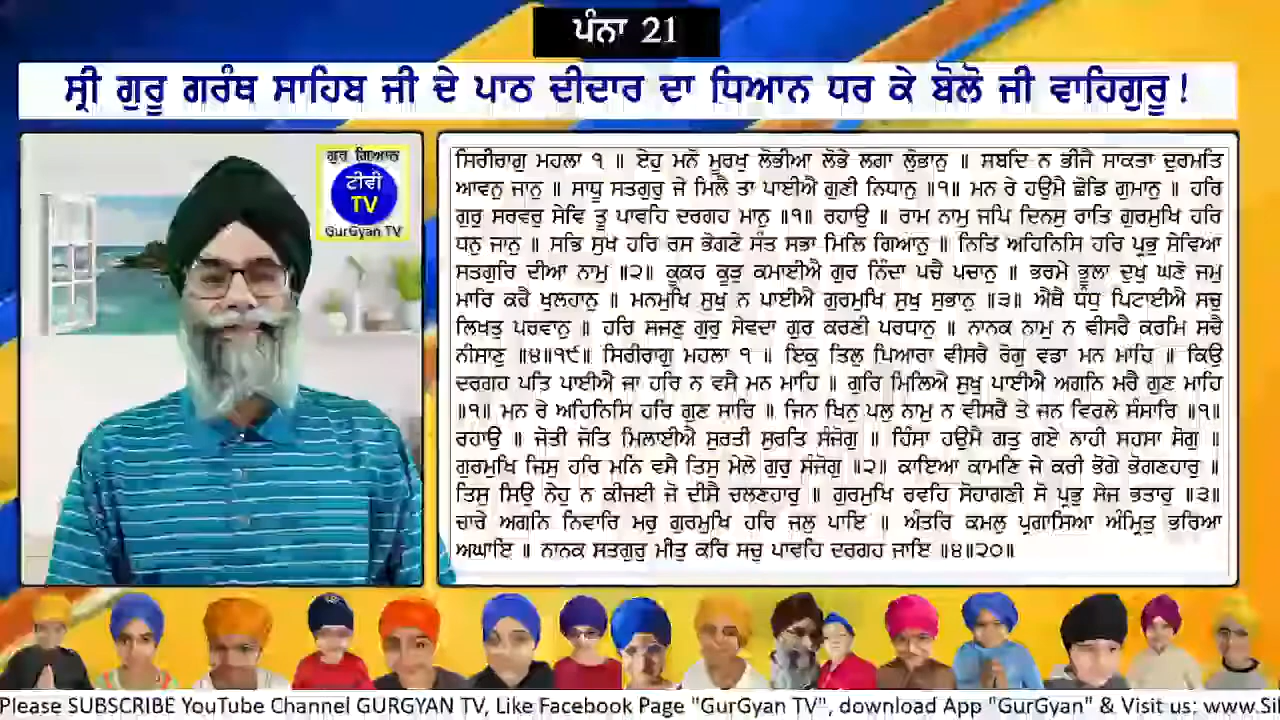 ਪੰਨਾ 21
ਸ੍ਰੀ ਗੁਰੂ ਗਰੰਥ ਸਾਹਿਬ ਜੀ ਦੇ ਪਾਠ ਦੀਦਾਰ ਦਾ ਧਿਆਨ ਧਰ ਕੇ ਬੋਲੋ ਜੀ ਵਾਹਿਗੁਰੂ!
ਗੁਰ ਗਿਆਨ
ਟੀਵੀ
TV
GurGyan TV
ਸਿਰੀਰਾਗੁ ਮਹਲਾ ੧ ॥ ਏਹੁ ਮਨੋ ਮੂਰਖੁ ਲੋਭੀਆ ਲੋਭੇ ਲਗਾ ਲੁੋਭਾਨੁ ॥ ਸਬਦਿ ਨ ਭੀਜੈ ਸਾਕਤਾ ਦੁਰਮਤਿ
ਆਵਨੁ ਜਾਨੁ ॥ ਸਾਧੂ ਸਤਗੁਰੁ ਜੇ ਮਿਲੈ ਤਾ ਪਾਈਐ ਗੁਣੀ ਨਿਧਾਨੁ ॥੧॥ ਮਨ ਰੇ ਹਉਮੈ ਛੋਡਿ ਗੁਮਾਨੁ ॥ ਹਰਿ
ਗੁਰੁ ਸਰਵਰੁ ਸੇਵਿ ਤੂ ਪਾਵਹਿ ਦਰਗਹ ਮਾਨੁ ॥੧॥ ਰਹਾਉ ॥ ਰਾਮ ਨਾਮੁ ਜਪਿ ਦਿਨਸੁ ਰਾਤਿ ਗੁਰਮੁਖਿ ਹਰਿ
ਧਨੁ ਜਾਨੁ ॥ ਸਭਿ ਸੁਖ ਹਰਿ ਰਸ ਭੋਗਣੇ ਸੰਤ ਸਭਾ ਮਿਲਿ ਗਿਆਨੁ ॥ ਨਿਤਿ ਅਹਿਨਿਸਿ ਹਰਿ ਪ੍ਰਭੁ ਸੇਵਿਆ
ਸਤਗੁਰਿ ਦੀਆ ਨਾਮੁ ॥੨॥ ਕੂਕਰ ਕੂੜੁ ਕਮਾਈਐ ਗੁਰ ਨਿੰਦਾ ਪਚੈ ਪਚਾਨੁ ॥ ਭਰਮੇ ਭੂਲਾ ਦੁਖੁ ਘਣੋ ਜਮੁ
ਮਾਰਿ ਕਰੈ ਖੁਲਹਾਨੁ ॥ ਮਨਮੁਖਿ ਸੁਖੁ ਨ ਪਾਈਐ ਗੁਰਮੁਖਿ ਸੁਖੁ ਸੁਭਾਨੁ ॥੩॥ ਐਥੈ ਧੰਧੁ ਪਿਟਾਈਐ ਸਚੁ
ਲਿਖਤੁ ਪਰਵਾਨੁ ॥ ਹਰਿ ਸਜਣੁ ਗੁਰੁ ਸੇਵਦਾ ਗੁਰ ਕਰਣੀ ਪਰਧਾਨੁ ॥ ਨਾਨਕ ਨਾਮੁ ਨ ਵੀਸਰੈ ਕਰਮਿ ਸਚੈ
ਨੀਸਾਣੁ ॥੪॥੧੯॥ ਸਿਰੀਰਾਗੁ ਮਹਲਾ ੧ ॥ ਇਕੁ ਤਿਲੁ ਪਿਆਰਾ ਵੀਸਰੈ ਰੋਗੁ ਵਡਾ ਮਨ ਮਾਹਿ ॥ ਕਿਉ
ਦਰਗਹ ਪਤਿ ਪਾਈਐ ਜਾ ਹਰਿ ਨ ਵਸੈ ਮਨ ਮਾਹਿ ॥ ਗੁਰਿ ਮਿਲਿਐ ਸੁਖੁ ਪਾਈਐ ਅਗਨਿ ਮਰੈ ਗੁਣ ਮਾਹਿ
॥੧॥ ਮਨ ਰੇ ਅਹਿਨਿਸਿ ਹਰਿ ਗੁਣ ਸਾਰਿ ॥ ਜਿਨ ਖਿਨੁ ਪਲੁ ਨਾਮੁ ਨ ਵੀਸਰੈ ਤੇ ਜਨ ਵਿਰਲੇ ਸੰਸਾਰਿ ॥੧॥
ਰਹਾਉ ॥ ਜੋਤੀ ਜੋਤਿ ਮਿਲਾਈਐ ਸੁਰਤੀ ਸੁਰਤਿ ਸੰਜੋਗੁ ॥ ਹਿੰਸਾ ਹਉਮੈ ਗਤੁ ਗਏ ਨਾਹੀ ਸਹਸਾ ਸੋਗੁ ॥
ਗੁਰਮੁਖਿ ਜਿਸੁ ਹਰਿ ਮਨਿ ਵਸੈ ਤਿਸੁ ਮੇਲੇ ਗੁਰੁ ਸੰਜੋਗੁ ॥੨॥ ਕਾਇਆ ਕਾਮਣਿ ਜੇ ਕਰੀ ਭੋਗੇ ਭੋਗਣਹਾਰੁ ॥
ਤਿਸੁ ਸਿਉ ਨੇਹੁ ਨ ਕੀਜਈ ਜੋ ਦੀਸੈ ਚਲਣਹਾਰੁ ॥ ਗੁਰਮੁਖਿ ਰਵਹਿ ਸੋਹਾਗਣੀ ਸੋ ਪ੍ਰਭੁ ਸੇਜ ਭਤਾਰੁ ॥੩॥
ਚਾਰੇ ਅਗਨਿ ਨਿਵਾਰਿ ਮਰੁ ਗੁਰਮੁਖਿ ਹਰਿ ਜਲੁ ਪਾਇ ॥ ਅੰਤਰਿ ਕਮਲੁ ਪ੍ਰਗਾਸਿਆ ਅੰਮ੍ਰਿਤੁ ਭਰਿਆ
ਅਘਾਇ ॥ ਨਾਨਕ ਸਤਗੁਰੁ ਮੀਤੁ ਕਰਿ ਸਚੁ ਪਾਵਹਿ ਦਰਗਹ ਜਾਇ ॥੪॥੨੦॥
Please SUBSCRIBE YouTube Channel GURGYAN TV, Like Facebook Page "GurGyan TV", download App "GurGyan" & Visit us: www.Si